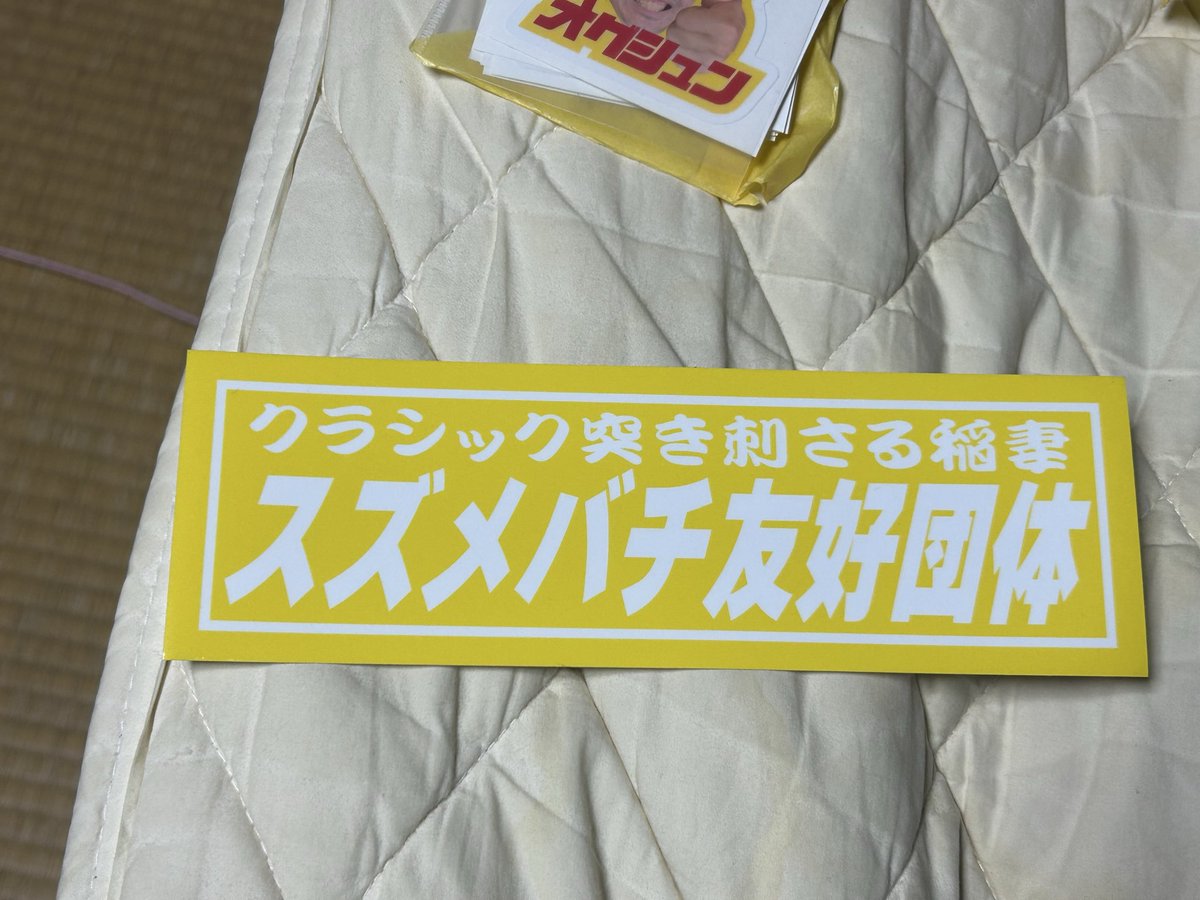 オグシュン
クラシック突き刺さる稲妻
スズメバチ友好団体